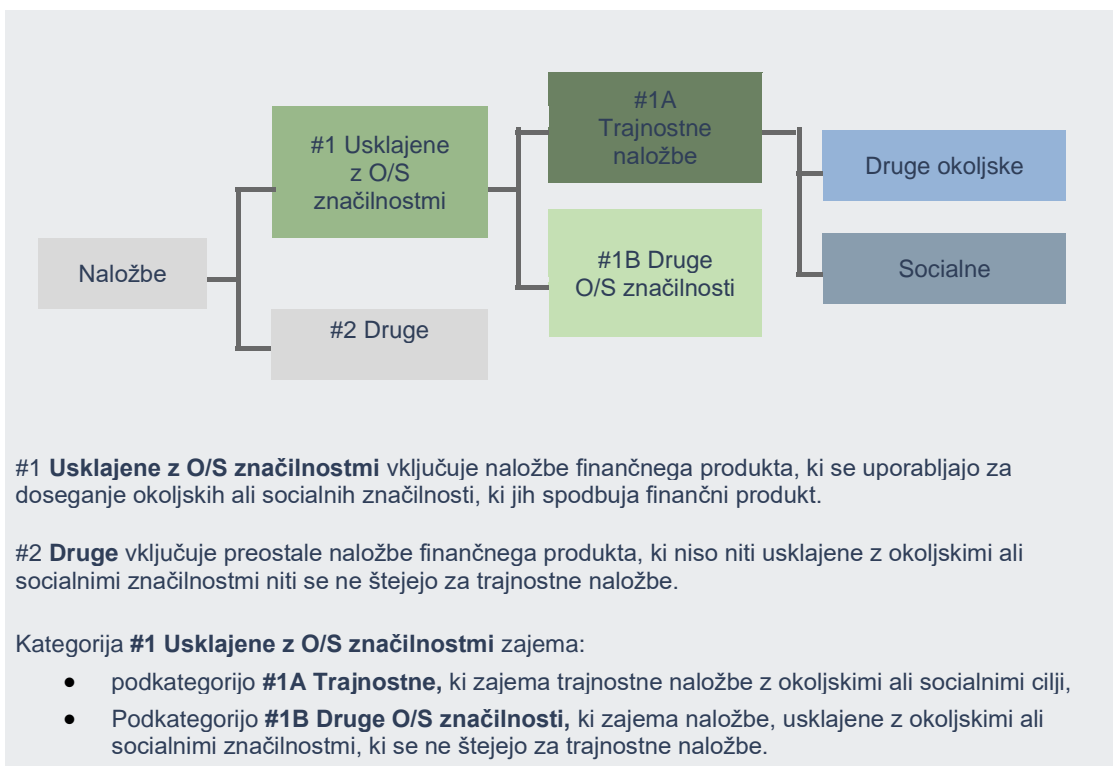 #1A
Trajnostne
naložbe
#1 Usklajene
z O/S
značilnostmi
Druge okoljske
Naložbe
#1B Druge
O/S značilnosti
Socialne
#2 Druge
#1 Usklajene z O/S značilnostmi vključuje naložbe finančnega produkta, ki se uporabljajo za
doseganje okoljskih ali socialnih značilnosti, ki jih spodbuja finančni produkt.
#2 Druge vključuje preostale naložbe finančnega produkta, ki niso niti usklajene z okoljskimi ali
socialnimi značilnostmi niti se ne štejejo za trajnostne naložbe.
Kategorija #1 Usklajene z O/S značilnostmi zajema:
• podkategorijo #1A Trajnostne, ki zajema trajnostne naložbe z okoljskimi ali socialnimi cilji,
• Podkategorijo #1B Druge O/S značilnosti, ki zajema naložbe, usklajene z okoljskimi ali
socialnimi značilnostmi, ki se ne štejejo za trajnostne naložbe.